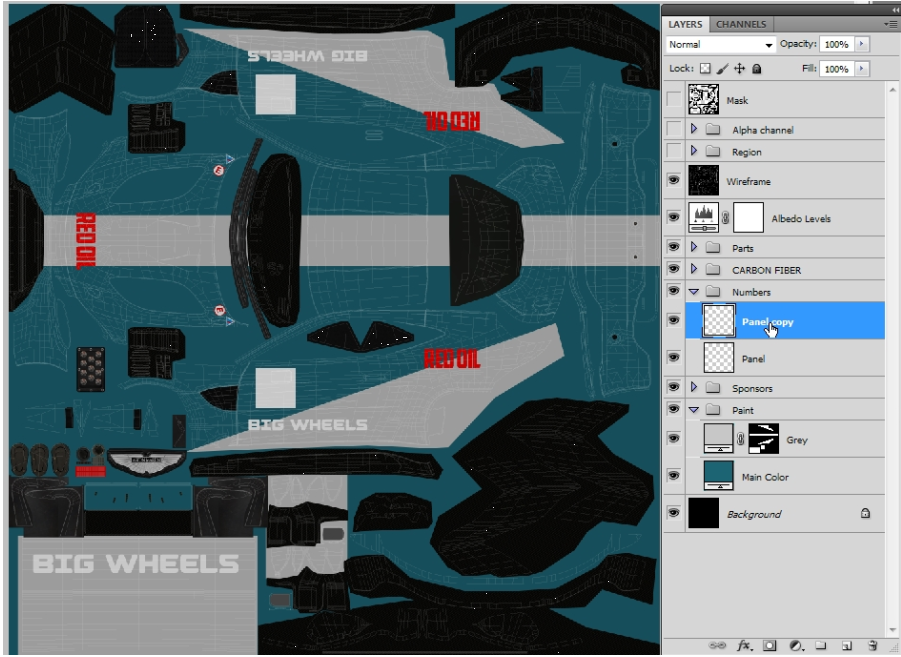 LAYERS CHANNELS
Normal Opacity: 100%
Lock: Fill: 100%
Mask
Alpha channel
Region
Wireframe
Albedo Levels
Parts
CARBON FIBER
Numbers
Panel copy
Panel
Sponsors
Paint
Grey
Main Color
Background
BIG WHEELS
RED OIL
RED OIL
RED OIL
BIG WHEELS
BIG WHEELS
fx